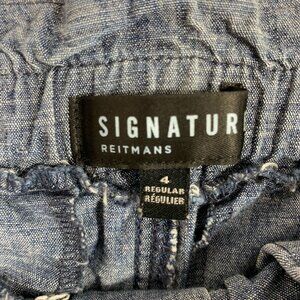 SIGNATUR
REITMANS
4
REGULAR
RÉGULIER